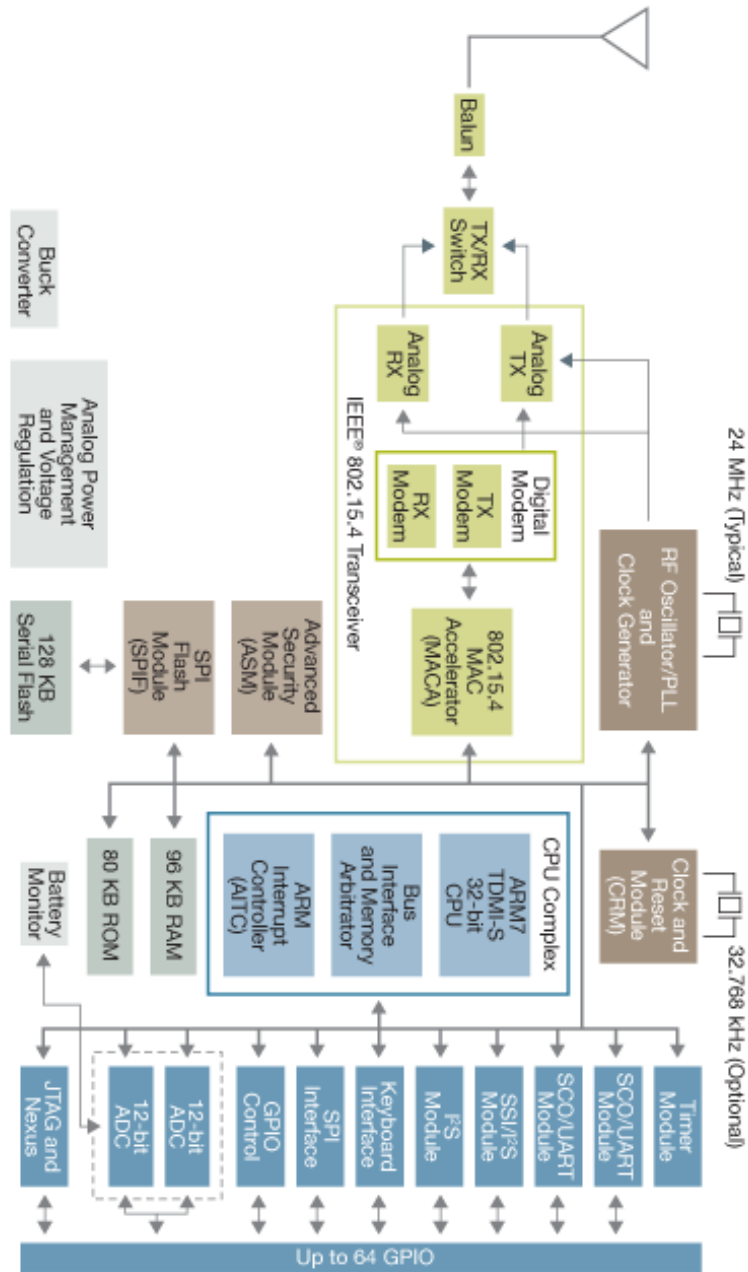 24 MHz (Typical)
32.768 kHz (Optional)
RF Oscillator/PLL
and
Clock Generator
Clock and
Reset
Module
(CRM)
Balun
TX/RX
Switch
Analog
TX
Analog
RX
Digital
Modem
TX
Modem
RX
Modem
802.15.4
MAC
Accelerator
(MACA)
IEEE® 802.15.4 Transceiver
CPU Complex
ARM7
TDMI-S
32-bit
CPU
Bus
Interface
and Memory
Arbitrator
ARM
Interrupt
Controller
(AITC)
Timer
Module
SCO/UART
Module
SCO/UART
Module
SSI/I²S
Module
I²S
Module
Keyboard
Interface
SPI
Interface
GPIO
Control
12-bit
ADC
12-bit
ADC
JTAG and
Nexus
Up to 64 GPIO
Advanced
Security
Module
(ASM)
SPI
Flash
Module
(SPIF)
96 KB RAM
80 KB ROM
Buck
Converter
Analog Power
Management
and Voltage
Regulation
128 KB
Serial Flash
Battery
Monitor